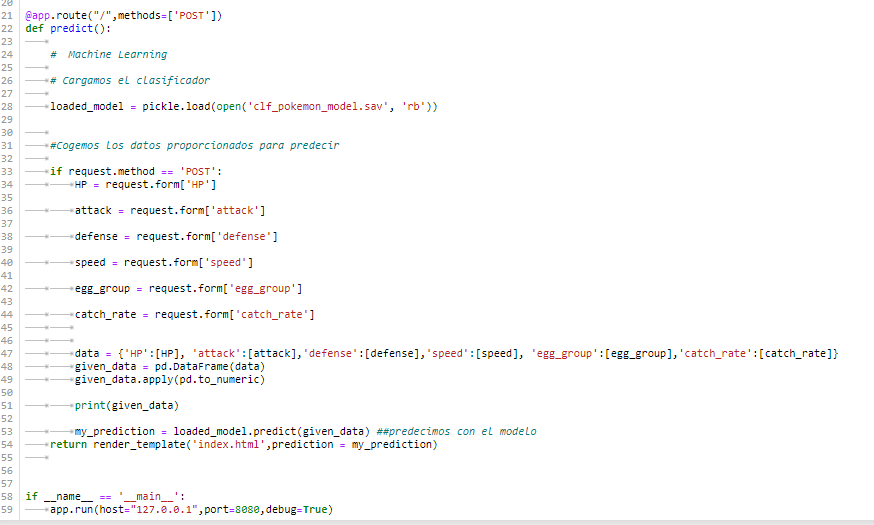 20
21 @app.route("/",methods=['POST'])
22 def predict():
23
24 # Machine Learning
25
26 # Cargamos el clasificador
27
28 loaded_model = pickle.load(open('clf_pokemon_model.sav', 'rb'))
29
30
31 #Cogemos los datos proporcionados para predecir
32
33 if request.method == 'POST':
34 HP = request.form['HP']
35
36 attack = request.form['attack']
37
38 defense = request.form['defense']
39
40 speed = request.form['speed']
41
42 egg_group = request.form['egg_group']
43
44 catch_rate = request.form['catch_rate']
45
46
47 data = {'HP':[HP], 'attack':[attack],'defense':[defense],'speed':[speed], 'egg_group':[egg_group],'catch_rate':[catch_rate]}
48 given_data = pd.DataFrame(data)
49 given_data.apply(pd.to_numeric)
50
51 print(given_data)
52
53 my_prediction = loaded_model.predict(given_data) ##predecimos con el modelo
54 return render_template('index.html',prediction = my_prediction)
55
56
57
58 if __name__ == '__main__':
59 app.run(host="127.0.0.1",port=8080,debug=True)